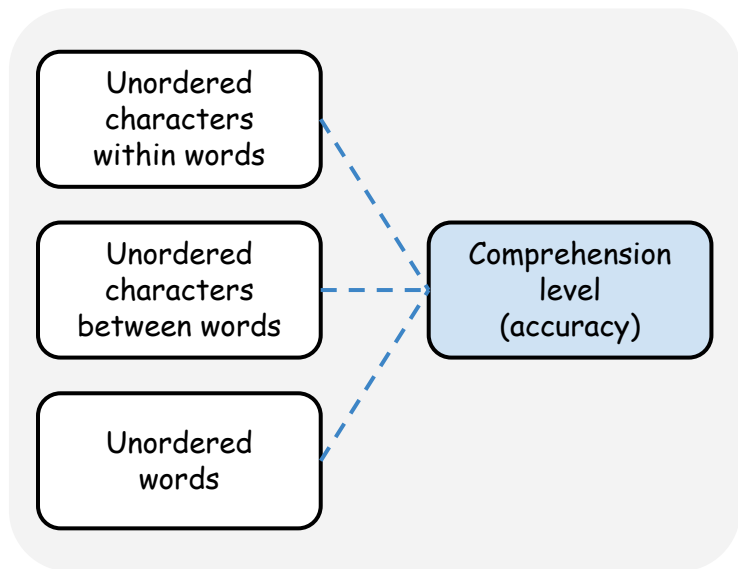 Unordered
characters
within words
Unordered
characters
between words
Unordered
words
Comprehension
level
(accuracy)